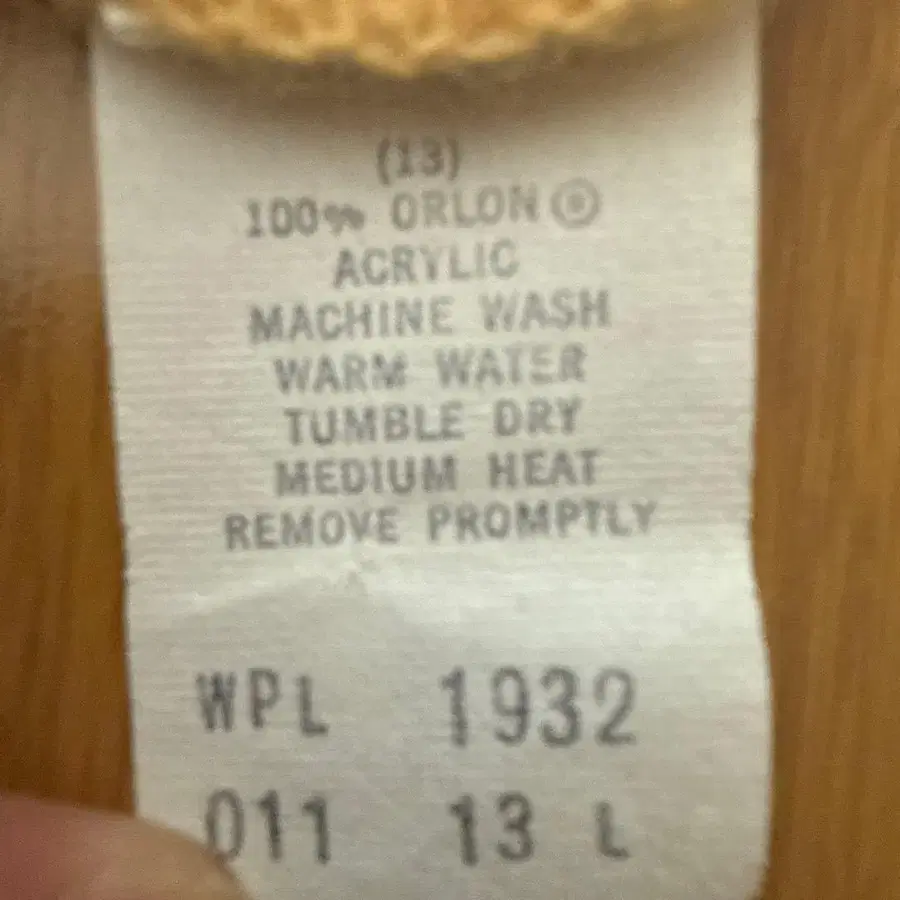 (13)
100% ORLON®
ACRYLIC
MACHINE WASH
WARM WATER
TUMBLE DRY
MEDIUM HEAT
REMOVE PROMPTLY
WPL 1932
011 13 L